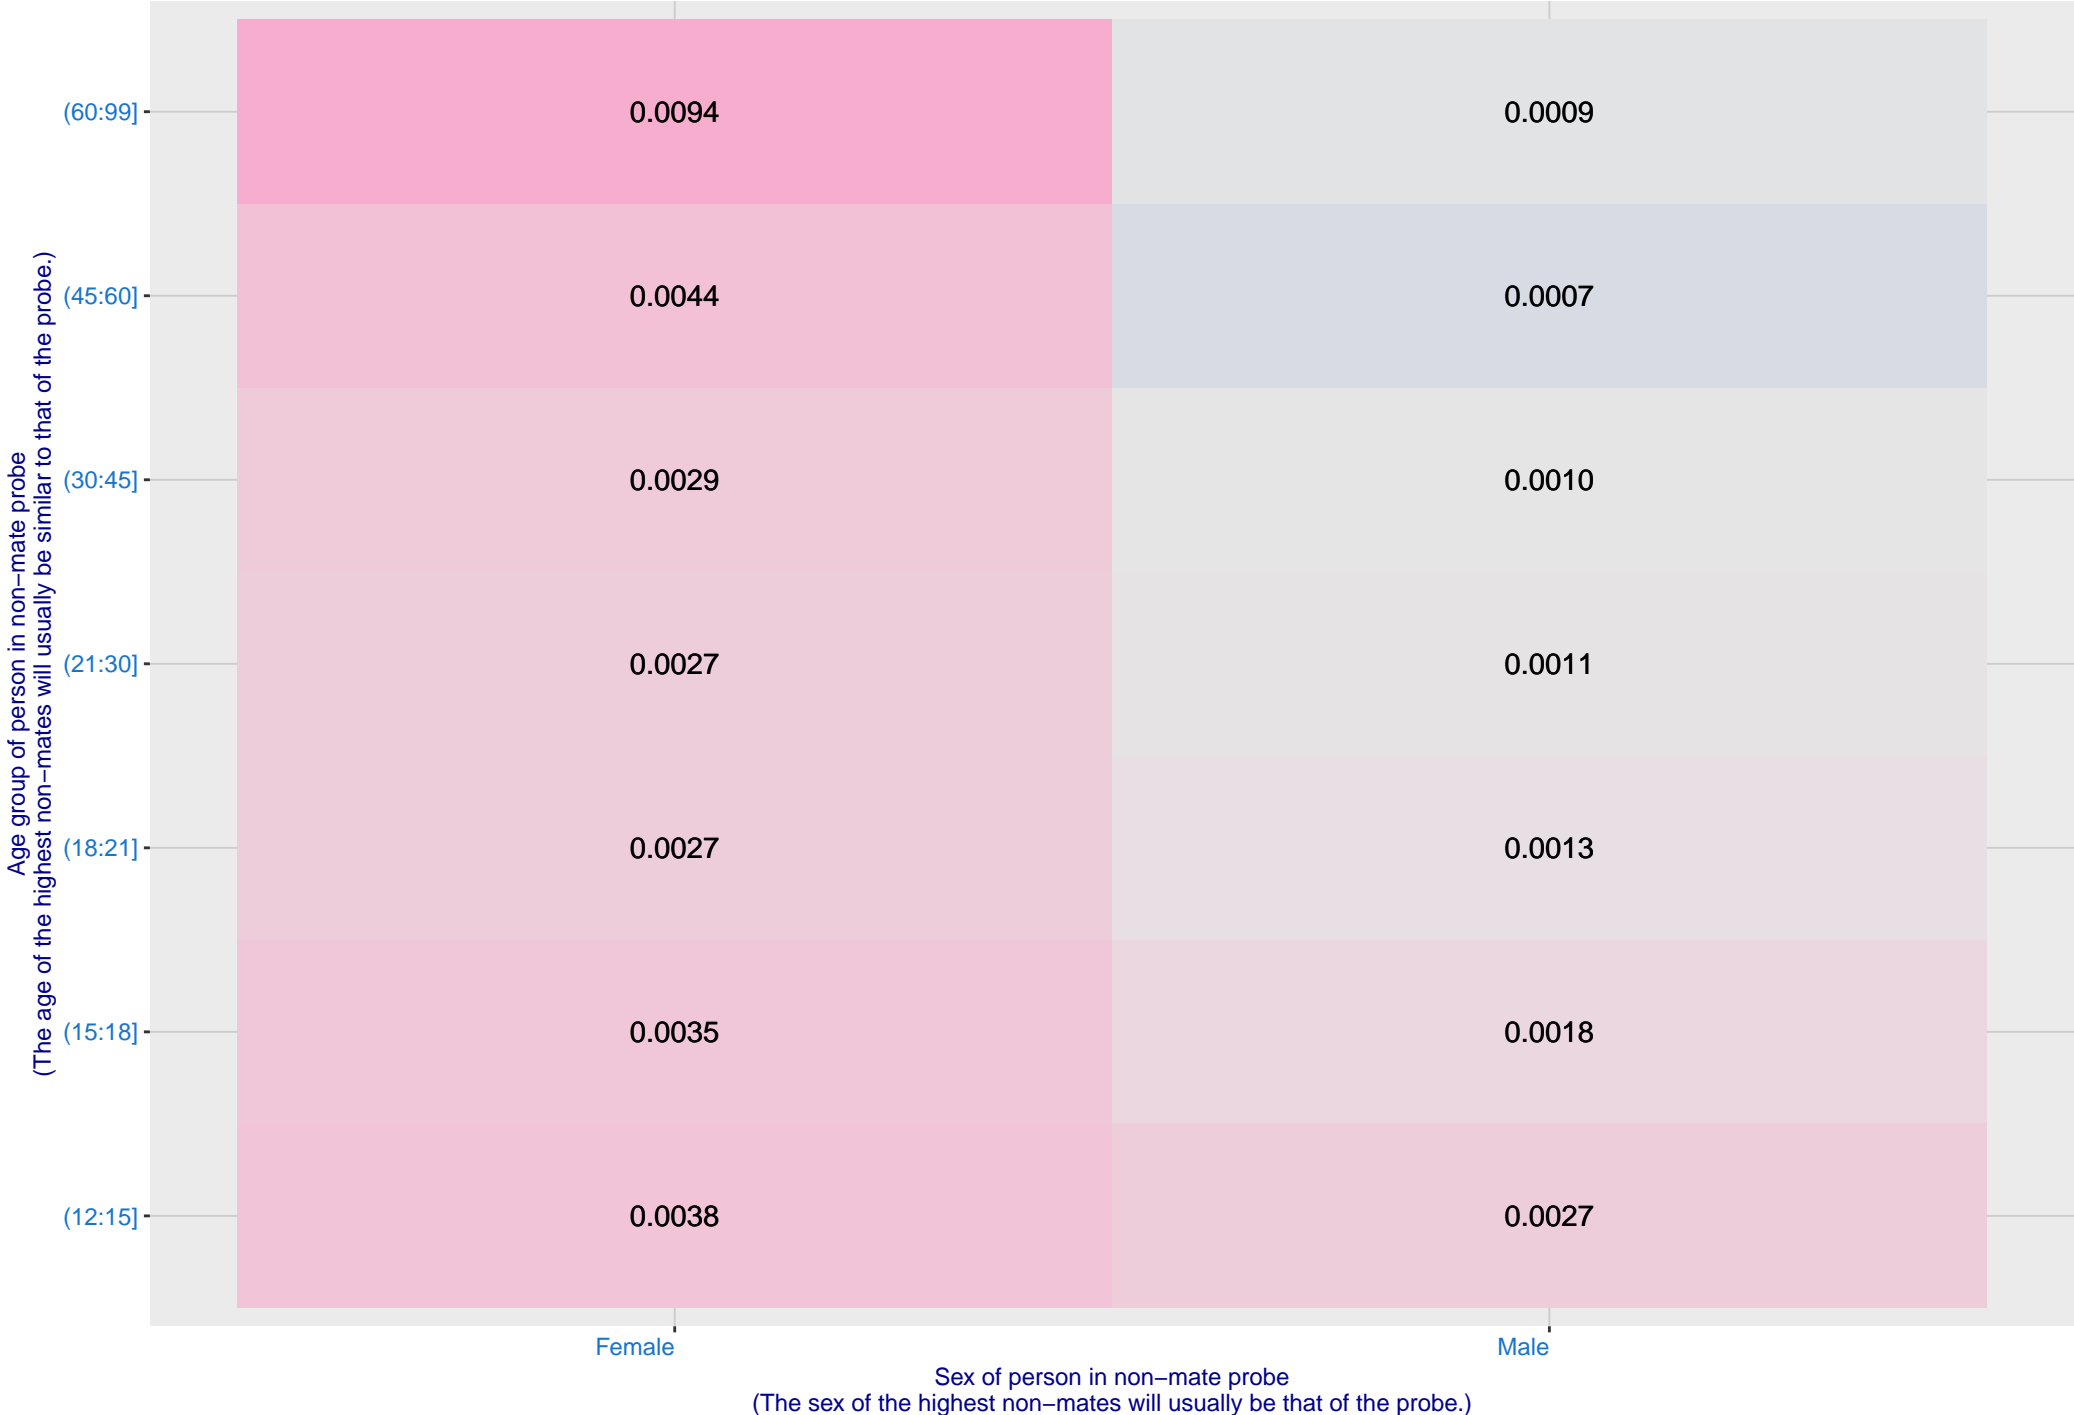 Age group of person in non−mate probe
(The age of the highest non−mates will usually be similar to that of the probe.)
(60:99] 0.0094 0.0009
(45:60] 0.0044 0.0007
(30:45] 0.0029 0.0010
(21:30] 0.0027 0.0011
(18:21] 0.0027 0.0013
(15:18] 0.0035 0.0018
(12:15] 0.0038 0.0027
Female Male
Sex of person in non−mate probe
(The sex of the highest non−mates will usually be that of the probe.)